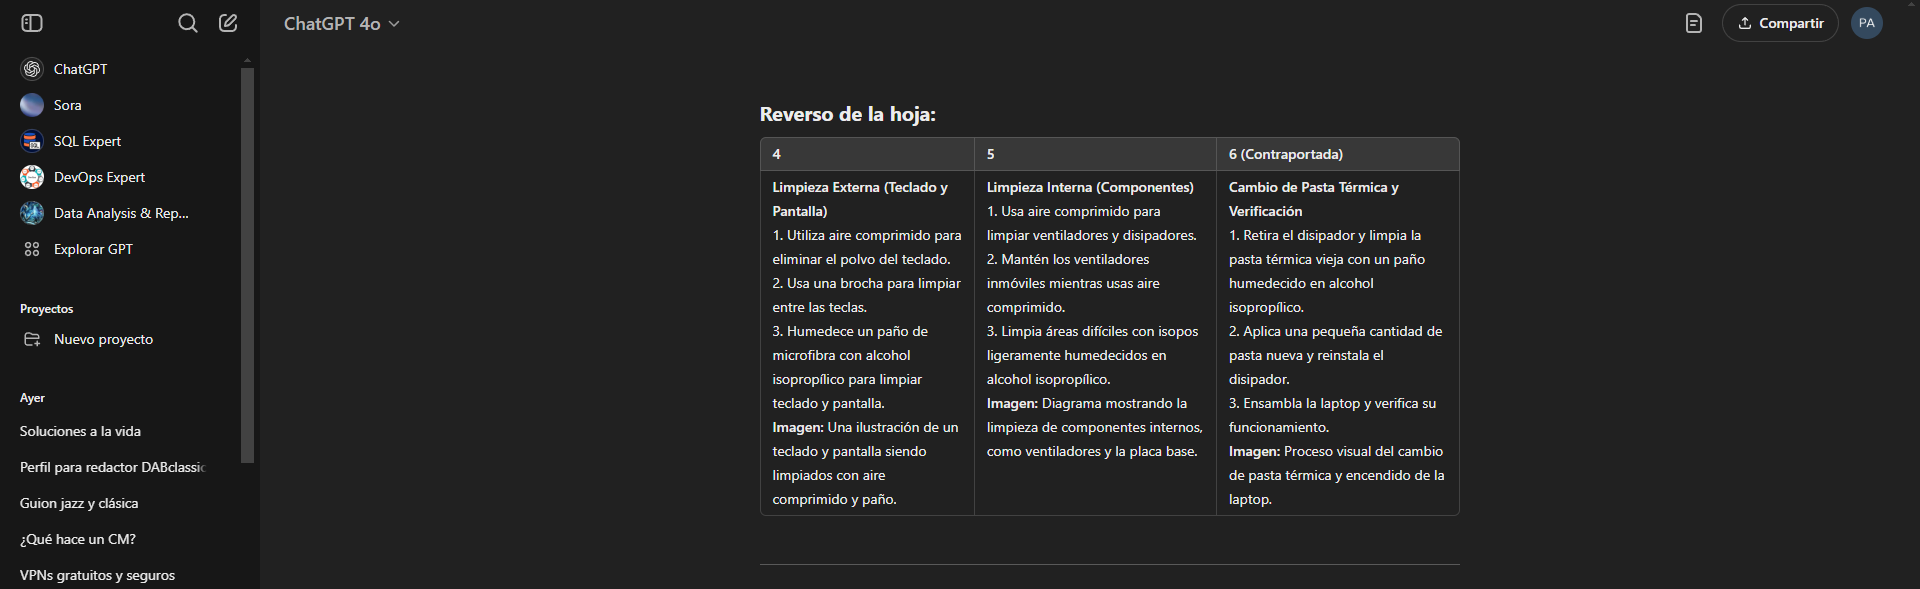 ChatGPT 4o
Compartir
PA
ChatGPT
Sora
SQL Expert
DevOps Expert
Data Analysis & Rep...
Explorar GPT
Proyectos
Nuevo proyecto
Ayer
Soluciones a la vida
Perfil para redactor DABclassic
Guion jazz y clásica
¿Qué hace un CM?
VPNs gratuitos y seguros
Reverso de la hoja:
4
5
6 (Contraportada)
Limpieza Externa (Teclado y
Pantalla)
1. Utiliza aire comprimido para
eliminar el polvo del teclado.
2. Usa una brocha para limpiar
entre las teclas.
3. Humedece un paño de
microfibra con alcohol
isopropílico para limpiar
teclado y pantalla.
Imagen: Una ilustración de un
teclado y pantalla siendo
limpiados con aire
comprimido y paño.
Limpieza Interna (Componentes)
1. Usa aire comprimido para
limpiar ventiladores y disipadores.
2. Mantén los ventiladores
inmóviles mientras usas aire
comprimido.
3. Limpia áreas difíciles con isopos
ligeramente humedecidos en
alcohol isopropílico.
Imagen: Diagrama mostrando la
limpieza de componentes internos,
como ventiladores y la placa base.
Cambio de Pasta Térmica y
Verificación
1. Retira el disipador y limpia la
pasta térmica vieja con un paño
humedecido en alcohol
isopropílico.
2. Aplica una pequeña cantidad de
pasta nueva y reinstala el
disipador.
3. Ensambla la laptop y verifica su
funcionamiento.
Imagen: Proceso visual del cambio
de pasta térmica y encendido de la
laptop.